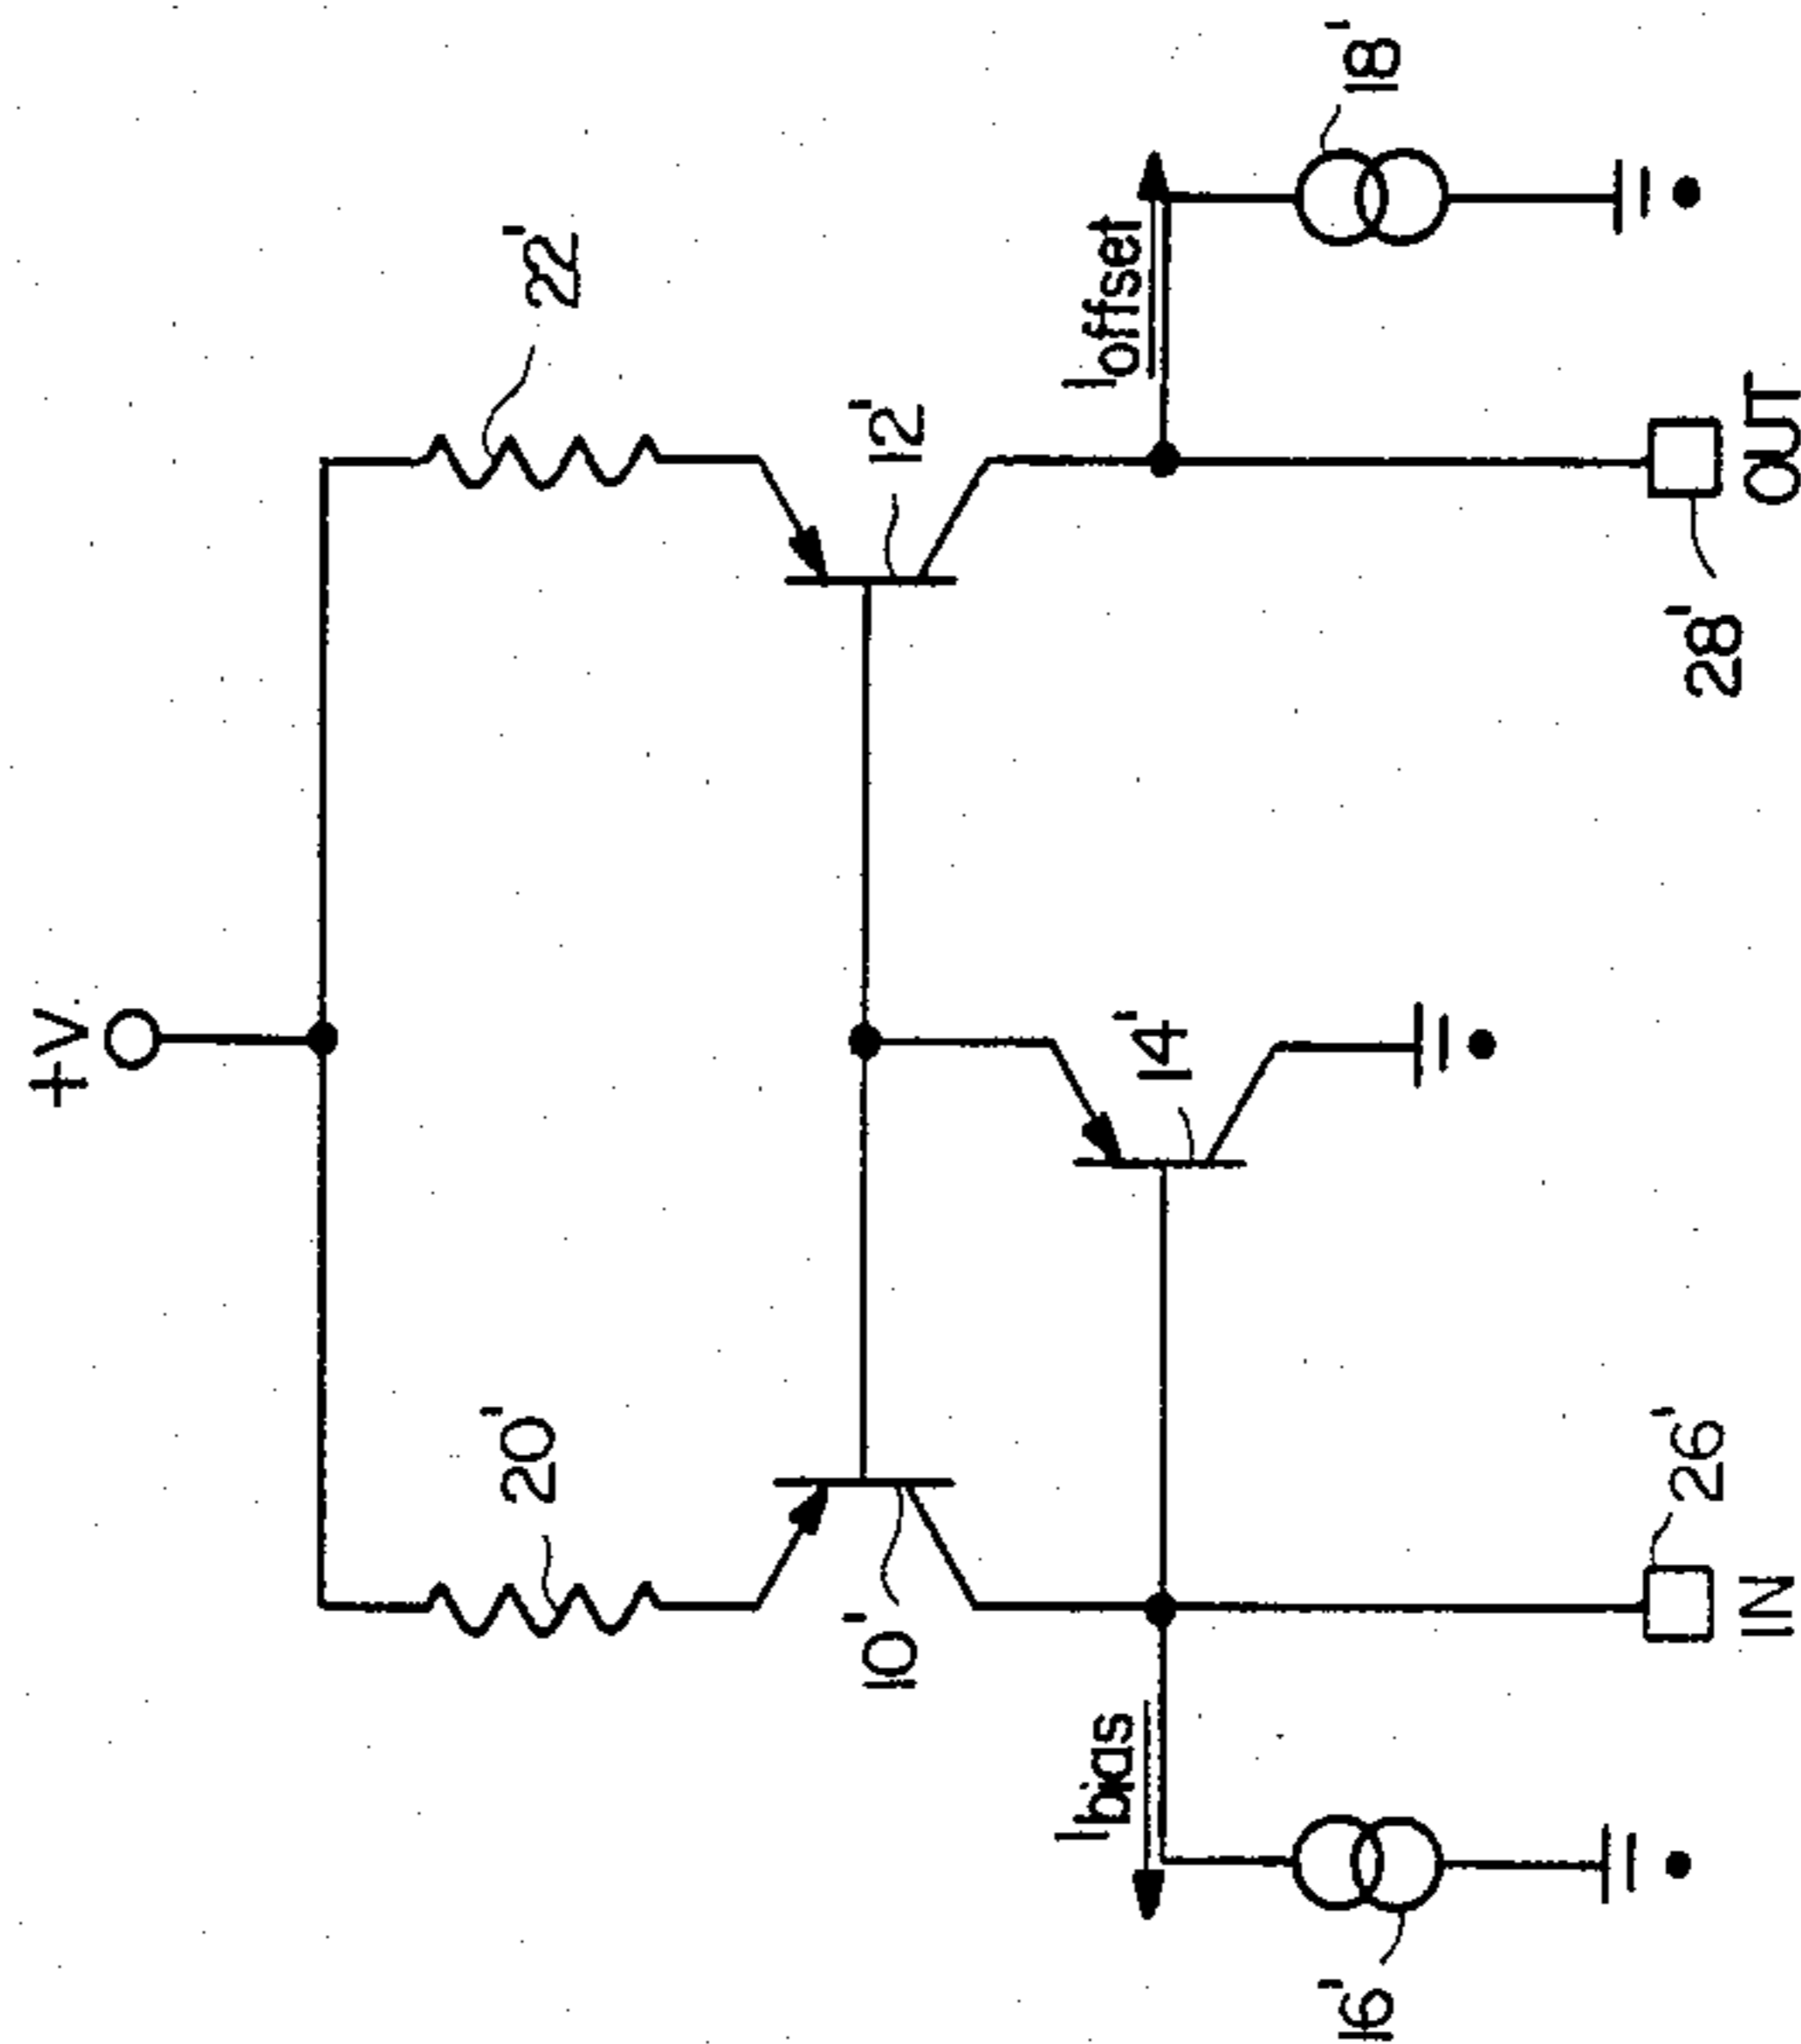 +V
20'
22'
10'
12'
14'
Ibias
Ioffset
16'
18'
26'
28'
IN
OUT